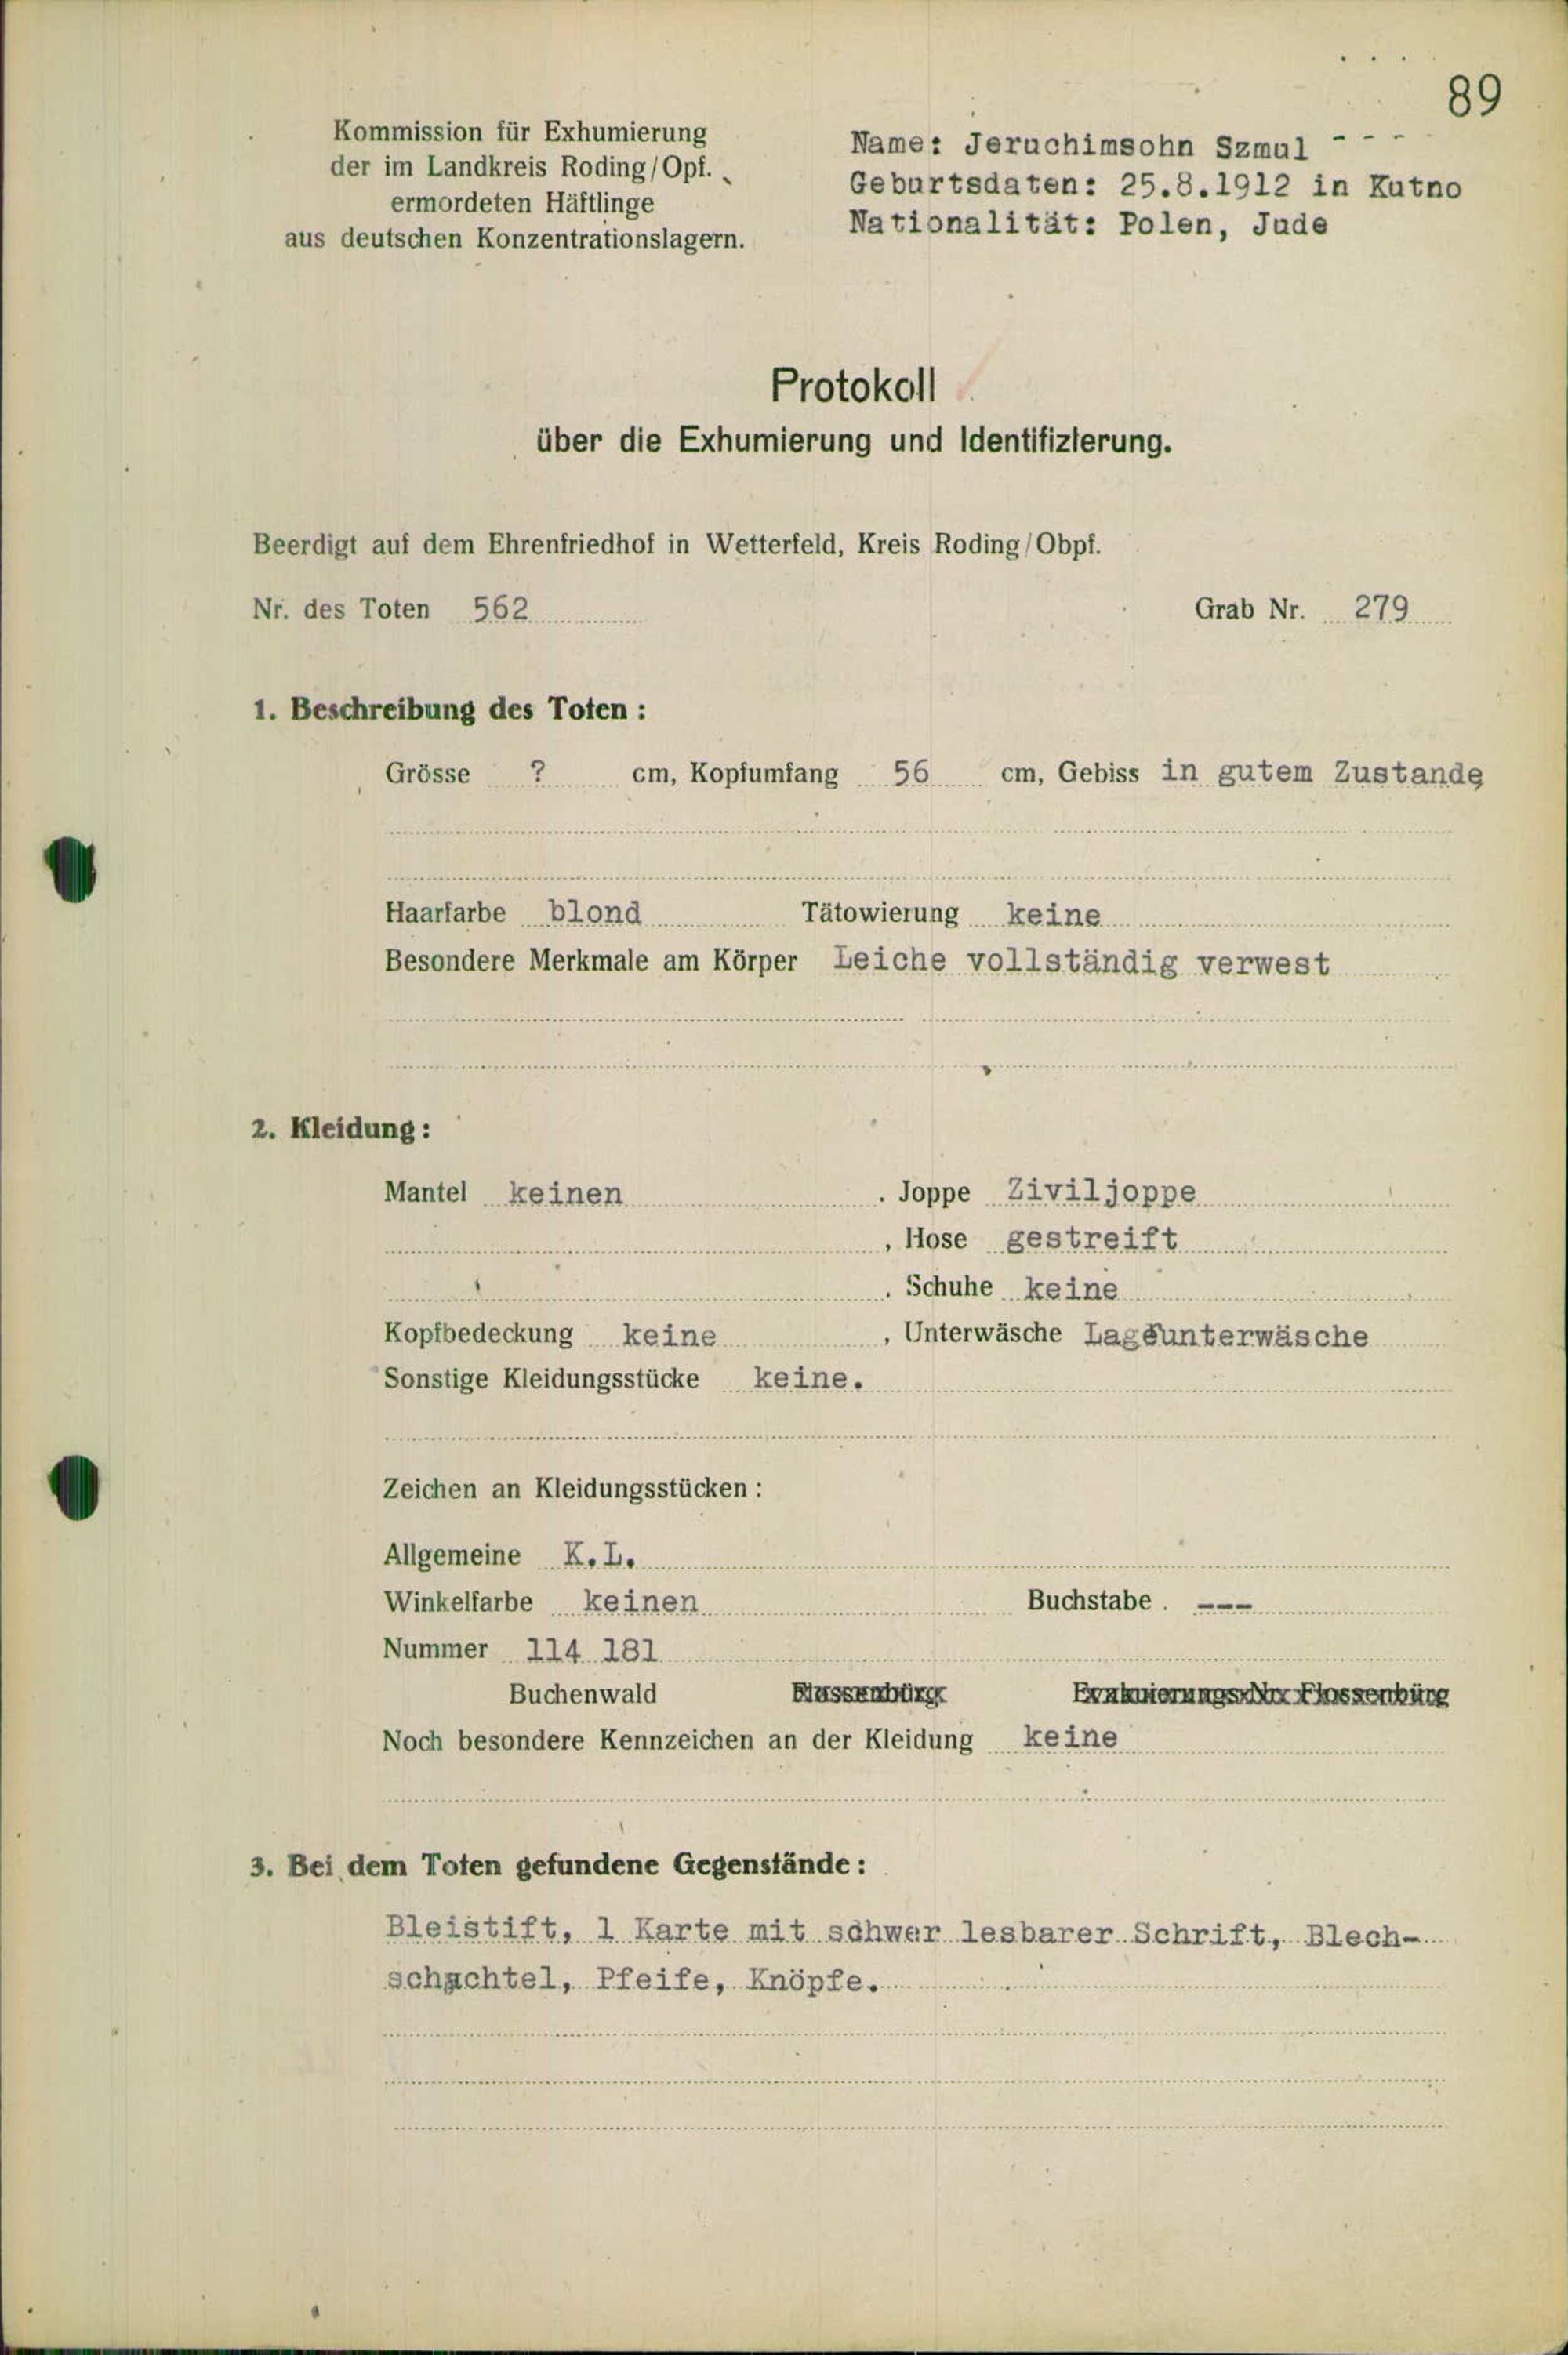 89
Kommission für Exhumierung
der im Landkreis Roding/Opf.
ermordeten Häftlinge
aus deutschen Konzentrationslagern.
Name: Jeruchimsohn Szmul - - -
Geburtsdaten: 25.8.1912 in Kutno
Nationalität: Polen, Jude
Protokoll
über die Exhumierung und Identifizierung.
Beerdigt auf dem Ehrenfriedhof in Wetterfeld, Kreis Roding/Obpf.
Nr. des Toten 562 Grab Nr. 279
1. Beschreibung des Toten :
Grösse ? cm, Kopfumfang 56 cm, Gebiss in gutem Zustande
Haarfarbe blond Tätowierung keine
Besondere Merkmale am Körper Leiche vollständig verwest
2. Kleidung :
Mantel keinen , Joppe Ziviljoppe
, Hose gestreift
, Schuhe keine
Kopfbedeckung keine , Unterwäsche Lagsunterwäsche
Sonstige Kleidungsstücke keine.
Zeichen an Kleidungsstücken :
Allgemeine K.L.
Winkelfarbe keinen Buchstabe . ---
Nummer 114 181
Buchenwald Flossenbürg Evakuierungs-Nr. Flossenbürg
Noch besondere Kennzeichen an der Kleidung keine
3. Bei dem Toten gefundene Gegenstände :
Bleistift, 1 Karte mit schwer lesbarer Schrift, Blech-
schachtel, Pfeife, Knöpfe.